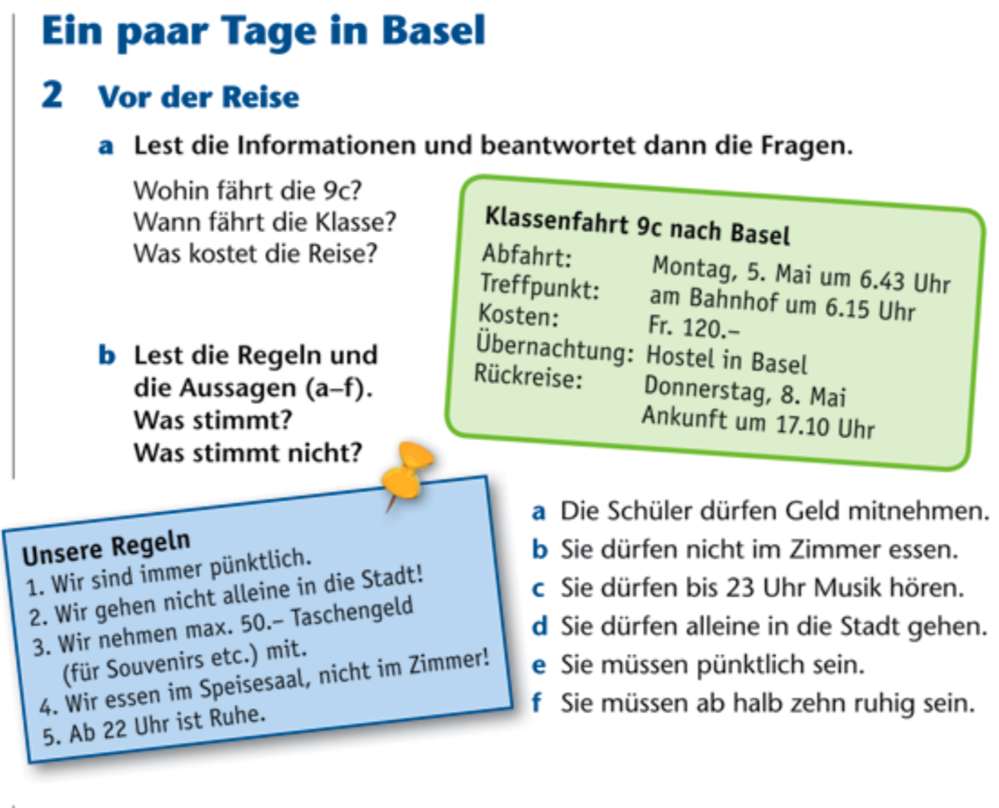 Ein paar Tage in Basel
2 Vor der Reise
a Lest die Informationen und beantwortet dann die Fragen.
Wohin fährt die 9c?
Wann fährt die Klasse?
Was kostet die Reise?
Klassenfahrt 9c nach Basel
Abfahrt: Montag, 5. Mai um 6.43 Uhr
Treffpunkt: am Bahnhof um 6.15 Uhr
Kosten: Fr. 120.–
Übernachtung: Hostel in Basel
Rückreise: Donnerstag, 8. Mai
Ankunft um 17.10 Uhr
b Lest die Regeln und
die Aussagen (a–f).
Was stimmt?
Was stimmt nicht?
Unsere Regeln
1. Wir sind immer pünktlich.
2. Wir gehen nicht alleine in die Stadt!
3. Wir nehmen max. 50.– Taschengeld
(für Souvenirs etc.) mit.
4. Wir essen im Speisesaal, nicht im Zimmer!
5. Ab 22 Uhr ist Ruhe.
a Die Schüler dürfen Geld mitnehmen.
b Sie dürfen nicht im Zimmer essen.
c Sie dürfen bis 23 Uhr Musik hören.
d Sie dürfen alleine in die Stadt gehen.
e Sie müssen pünktlich sein.
f Sie müssen ab halb zehn ruhig sein.